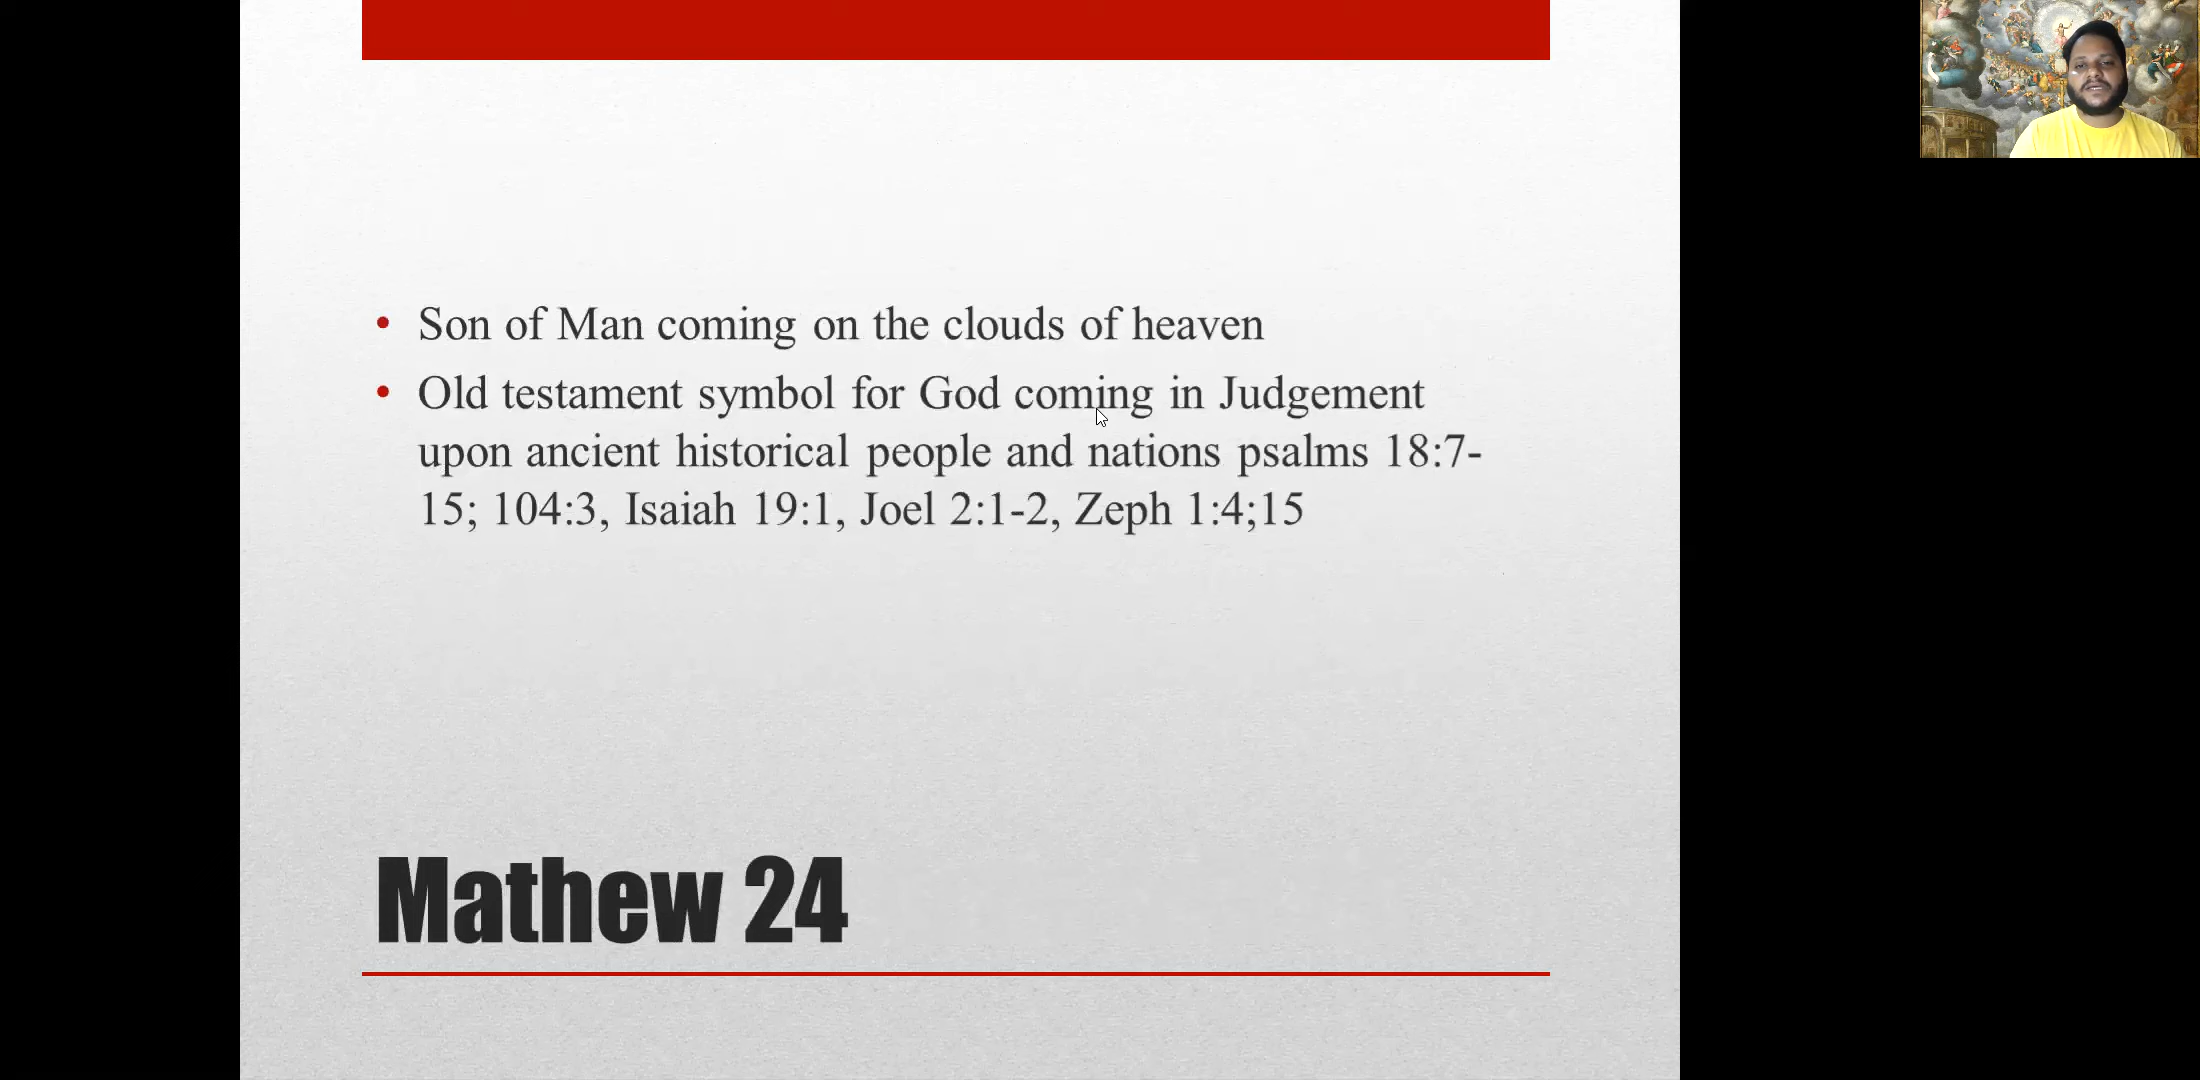 • Son of Man coming on the clouds of heaven
• Old testament symbol for God coming in Judgement
upon ancient historical people and nations psalms 18:7-
15; 104:3, Isaiah 19:1, Joel 2:1-2, Zeph 1:4;15
Mathew 24